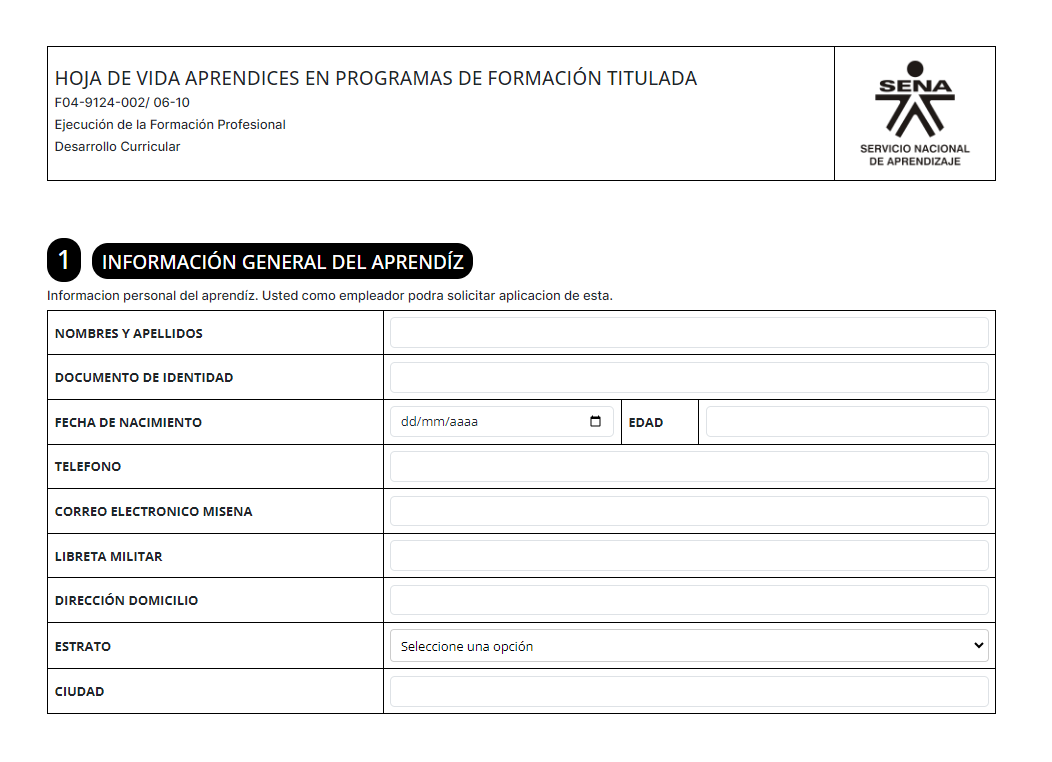 HOJA DE VIDA APRENDICES EN PROGRAMAS DE FORMACIÓN TITULADA
F04-9124-002/ 06-10
Ejecución de la Formación Profesional
Desarrollo Curricular
SENA
SERVICIO NACIONAL
DE APRENDIZAJE
1 INFORMACIÓN GENERAL DEL APRENDÍZ
Informacion personal del aprendíz. Usted como empleador podra solicitar aplicacion de esta.
NOMBRES Y APELLIDOS
DOCUMENTO DE IDENTIDAD
FECHA DE NACIMIENTO dd/mm/aaaa EDAD
TELEFONO
CORREO ELECTRONICO MISENA
LIBRETA MILITAR
DIRECCIÓN DOMICILIO
ESTRATO Seleccione una opción
CIUDAD